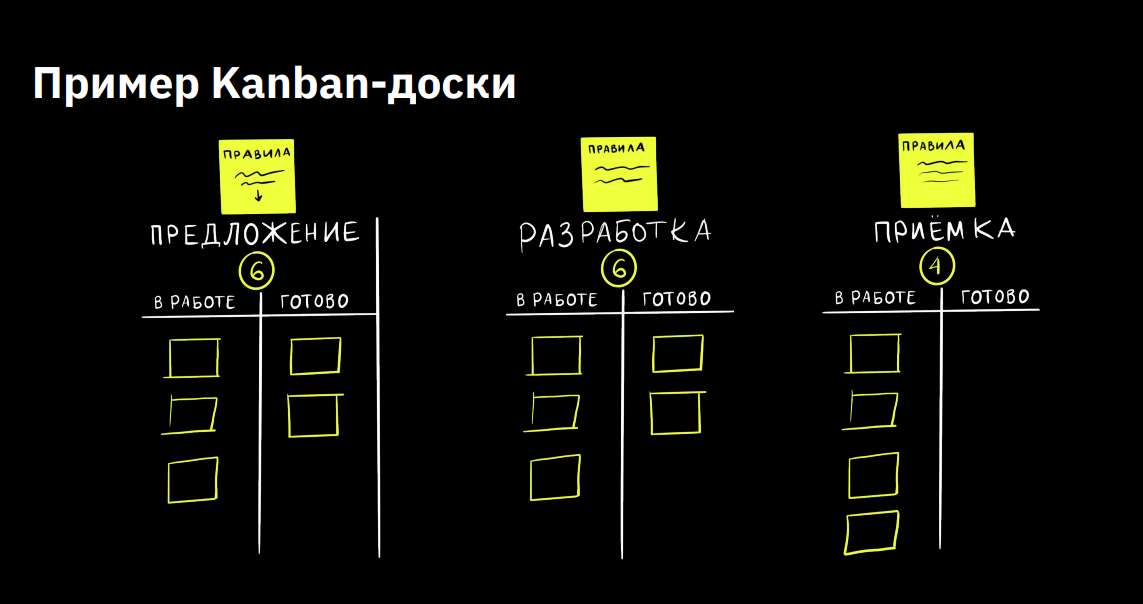 Пример Kanban-доски
ПРАВИЛА
ПРЕДЛОЖЕНИЕ
6
В РАБОТЕ
ГОТОВО
ПРАВИЛА
РАЗРАБОТКА
6
В РАБОТЕ
ГОТОВО
ПРАВИЛА
ПРИЁМКА
4
В РАБОТЕ
ГОТОВО